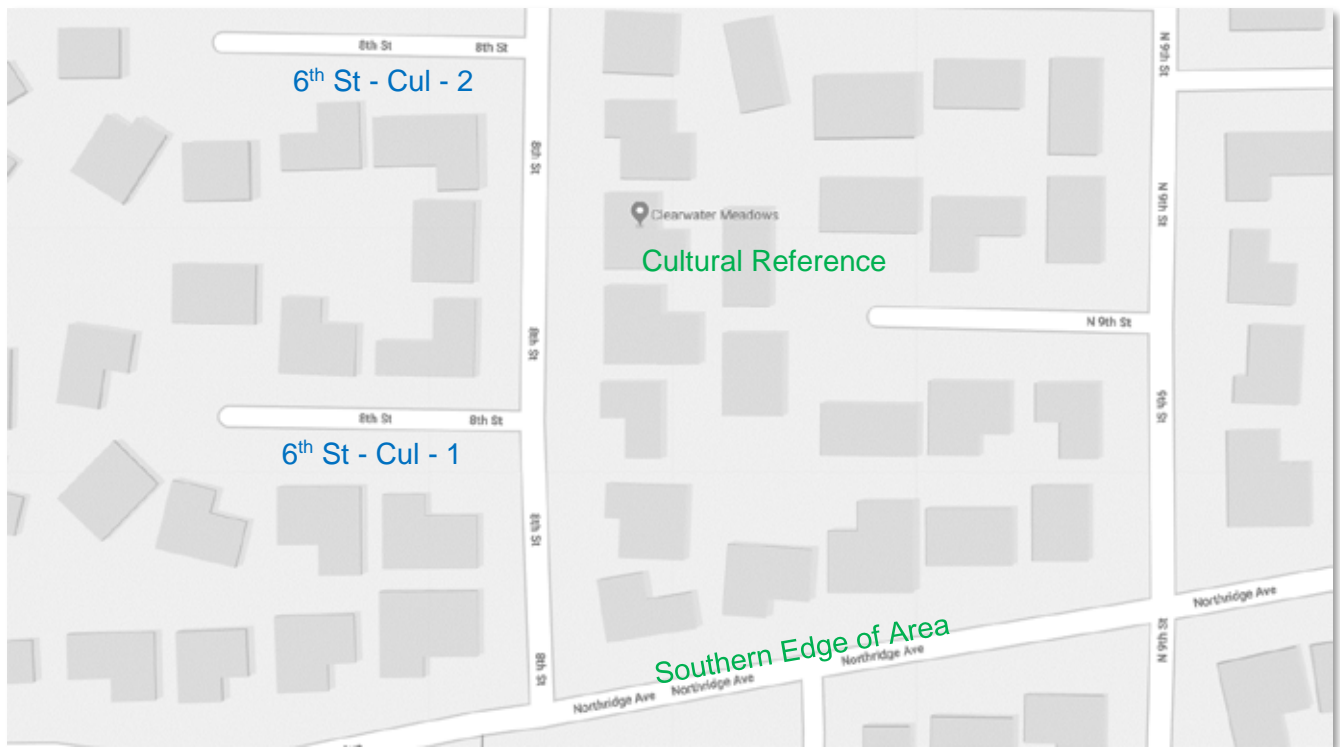 8th St 8th St
N 9th St
6th St - Cul - 2
8th St
N 9th St
Clearwater Meadows
Cultural Reference
N 9th St
8th St
9th St
8th St 8th St
6th St - Cul - 1
8th St
Northridge Ave
Southern Edge of Area
N 9th St
Northridge Ave
8th St
Northridge Ave Northridge Ave